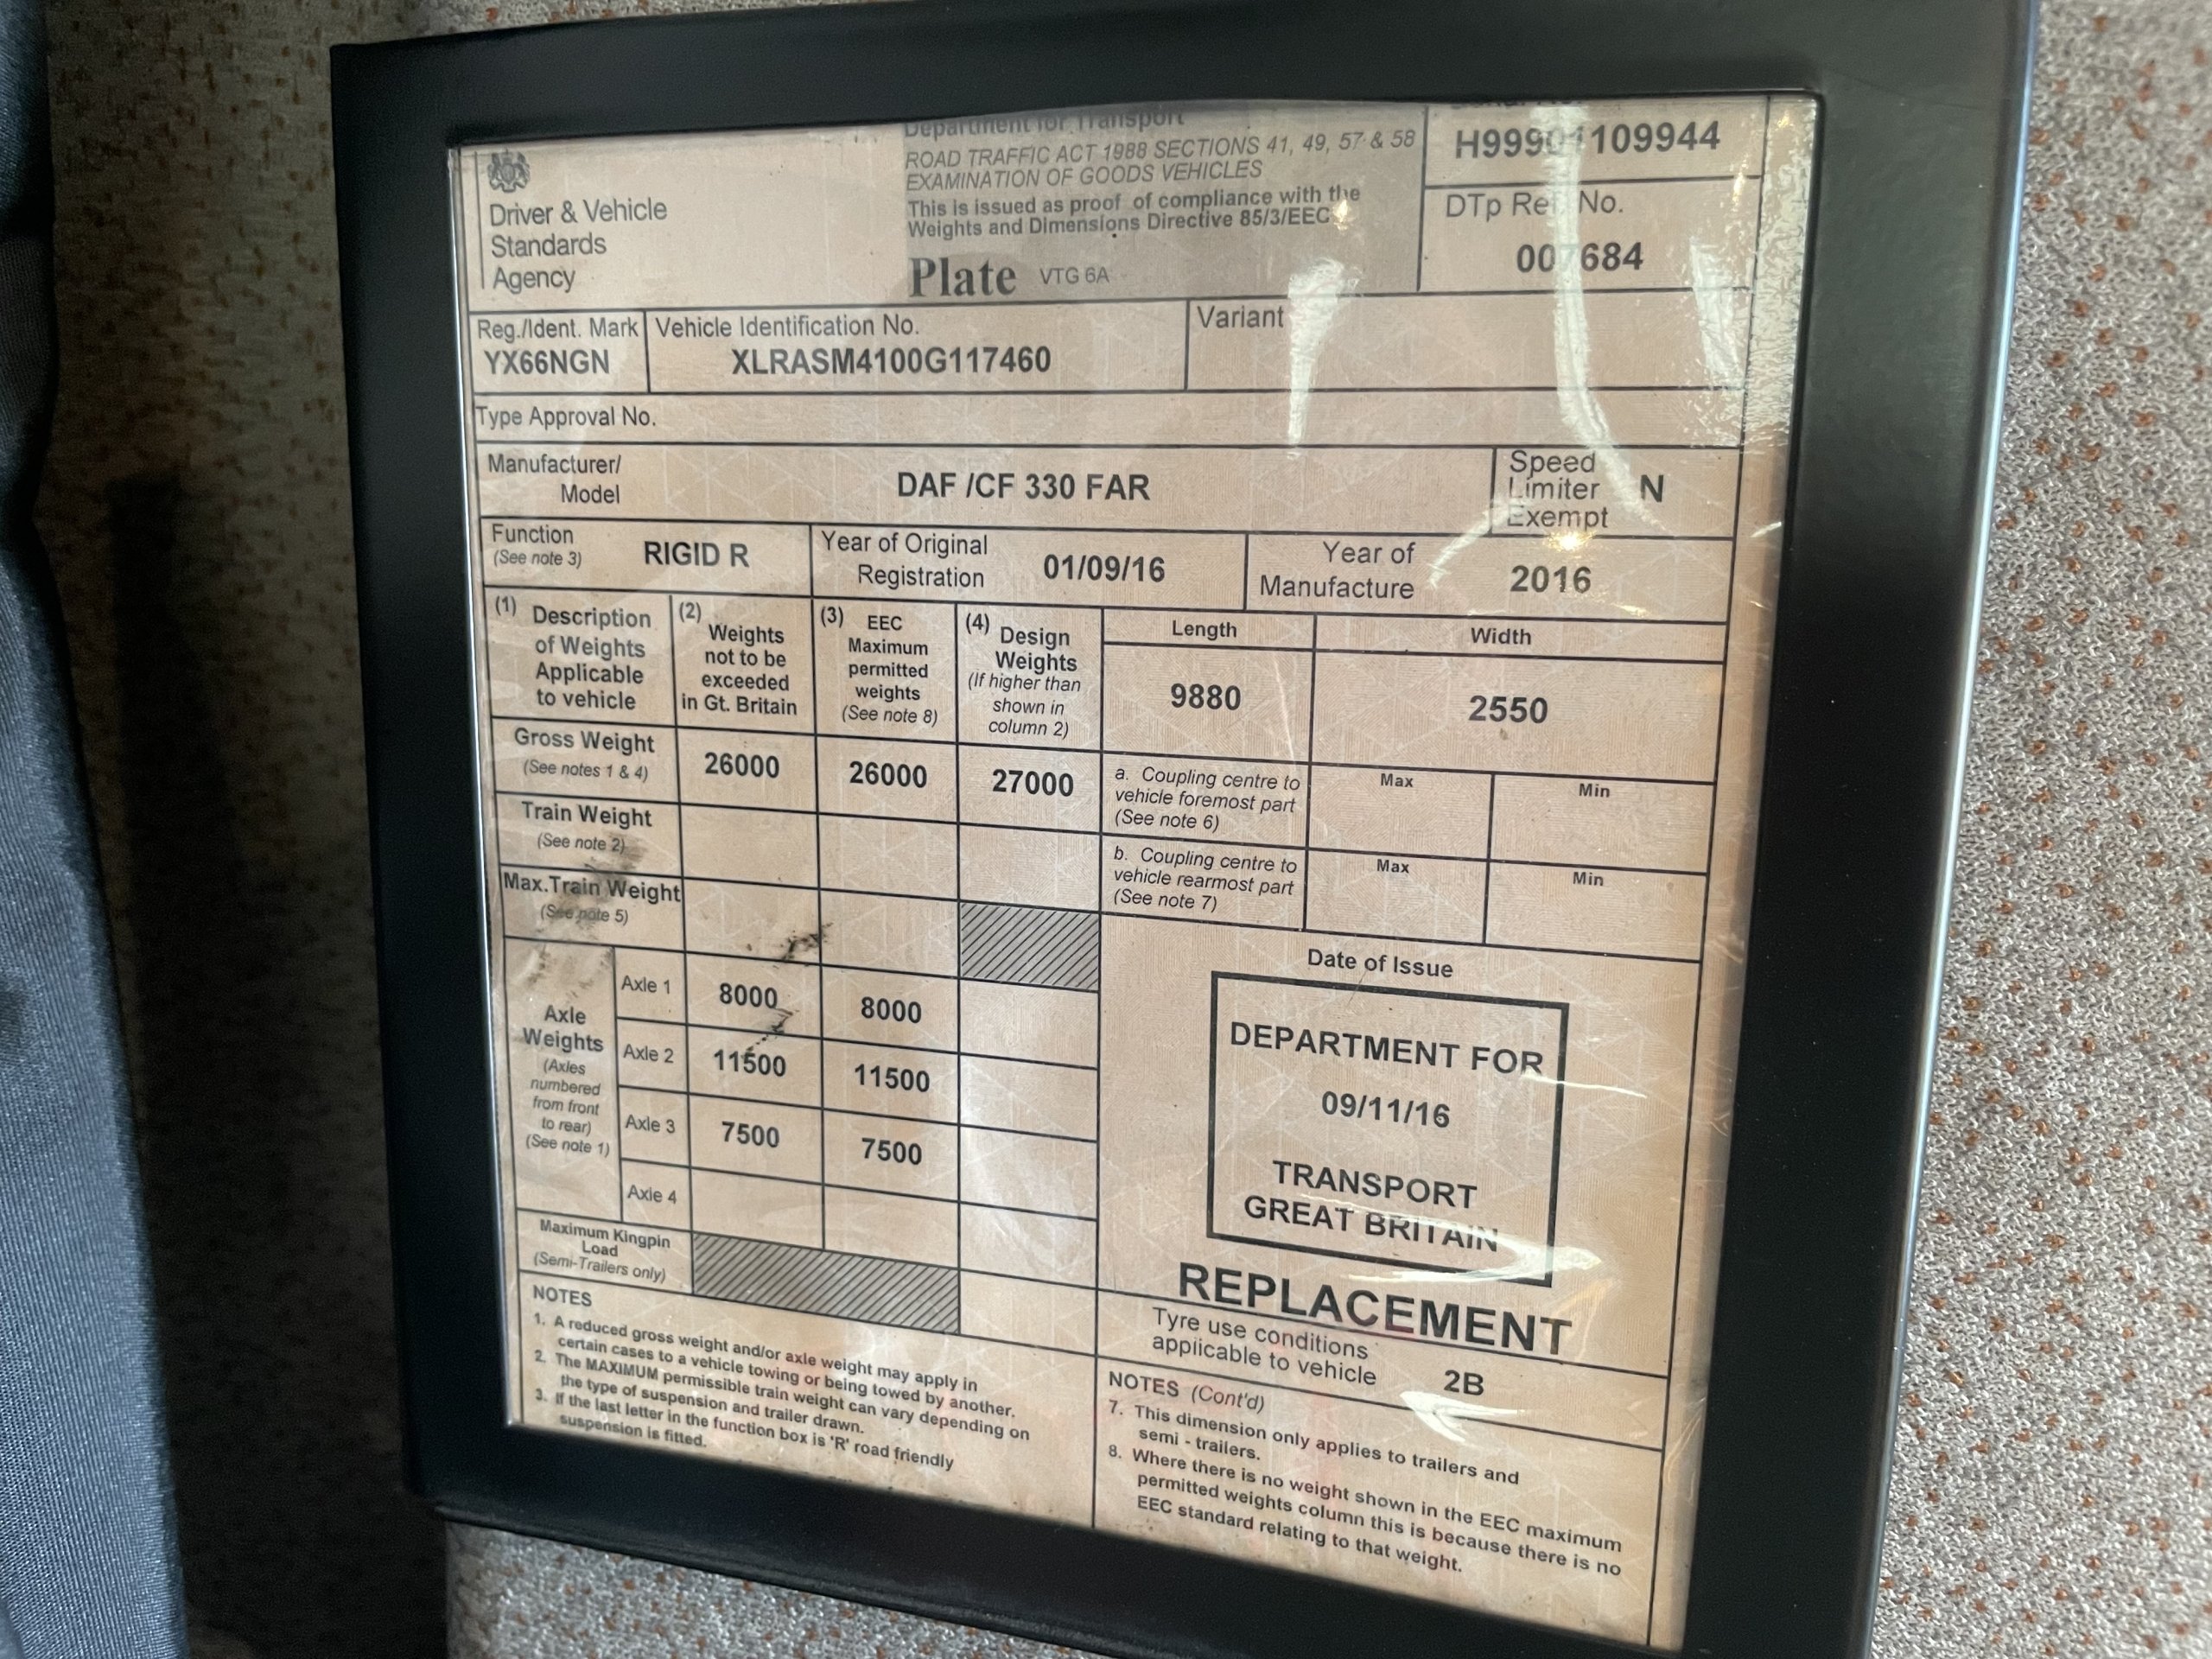 Department for Transport
ROAD TRAFFIC ACT 1988 SECTIONS 41, 49, 57 & 58
EXAMINATION OF GOODS VEHICLES
This is issued as proof of compliance with the
Weights and Dimensions Directive 85/3/EEC
Plate VTG 6A
Driver & Vehicle
Standards
Agency
109944
DTp Ref. No.
Reg./Ident. Mark
YX66NGN
Vehicle Identification No.
XLRASM4100G117460
Variant
Type Approval No.
Manufacturer/
Model
DAF /CF 330 FAR
Speed
Limiter
Exempt
N
Function
(See note 3)
RIGID R
Year of Original
Registration
01/09/16
Year of
Manufacture
2016
(1) Description
of Weights
Applicable
to vehicle
(2) Weights
not to be
exceeded
in Gt. Britain
(3) EEC
Maximum
permitted
weights
(See note 8)
(4) Design
Weights
(If higher than
shown in
column 2)
Length
9880
Width
2550
Gross Weight
(See notes 1 & 4)
26000
26000
27000
a. Coupling centre to
vehicle foremost part
(See note 6)
Max
Min
Train Weight
(See note 2)
b. Coupling centre to
vehicle rearmost part
(See note 7)
Max
Min
Max.Train Weight
(See note 5)
Axle
Weights
(Axles
numbered
from front
to rear)
(See note 1)
Axle 1
8000
8000
Axle 2
11500
11500
Axle 3
7500
7500
Axle 4
Maximum Kingpin
Load
(Semi-Trailers only)
Date of Issue
DEPARTMENT FOR
09/11/16
TRANSPORT
GREAT BRITAIN
REPLACEMENT
Tyre use conditions
applicable to vehicle
2B
NOTES
1. A reduced gross weight and/or axle weight may apply in
certain cases to a vehicle towing or being towed by another.
2. The MAXIMUM permissible train weight can vary depending on
the type of suspension and trailer drawn.
3. If the last letter in the function box is 'R' road friendly
suspension is fitted.
NOTES (Cont'd)
7. This dimension only applies to trailers and
semi - trailers.
8. Where there is no weight shown in the EEC maximum
permitted weights column this is because there is no
EEC standard relating to that weight.